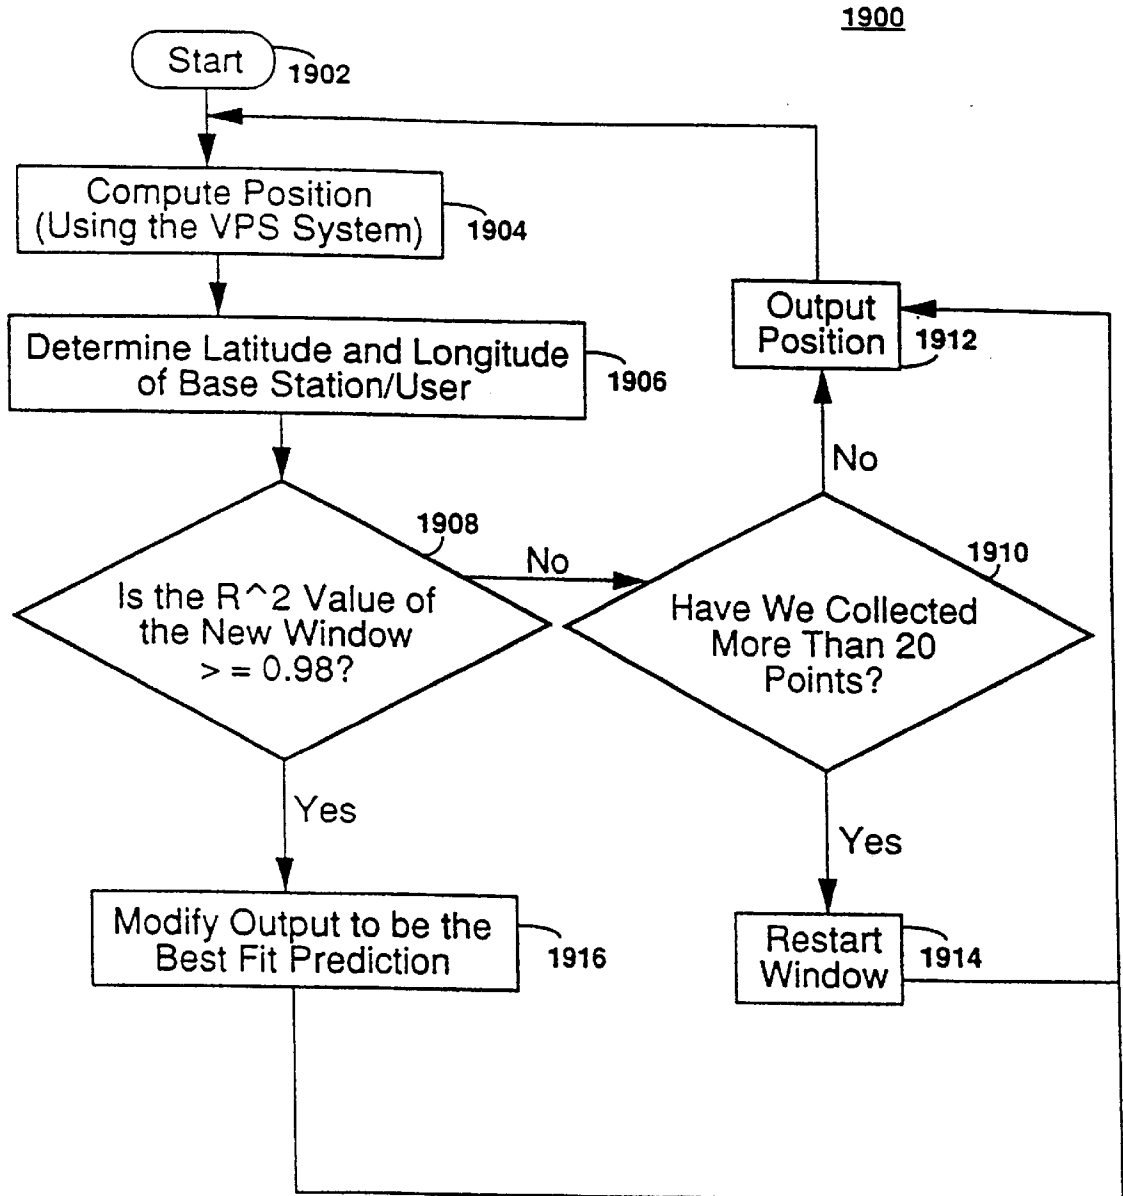 1900
Start
1902
Compute Position
(Using the VPS System)
1904
Determine Latitude and Longitude
of Base Station/User
1906
Output
Position
1912
No
1908
Is the R^2 Value of
the New Window
> = 0.98?
No
1910
Have We Collected
More Than 20
Points?
Yes
Yes
Modify Output to be the
Best Fit Prediction
1916
Restart
Window
1914